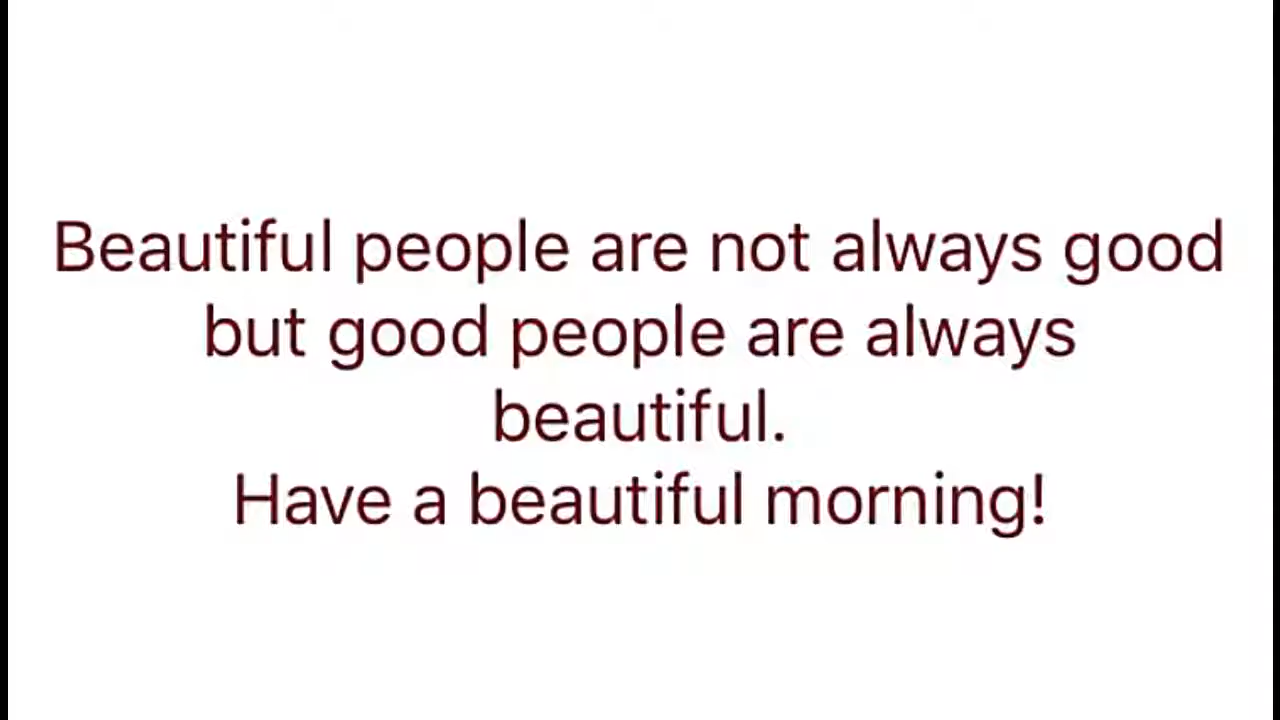 Beautiful people are not always good
but good people are always
beautiful.
Have a beautiful morning!